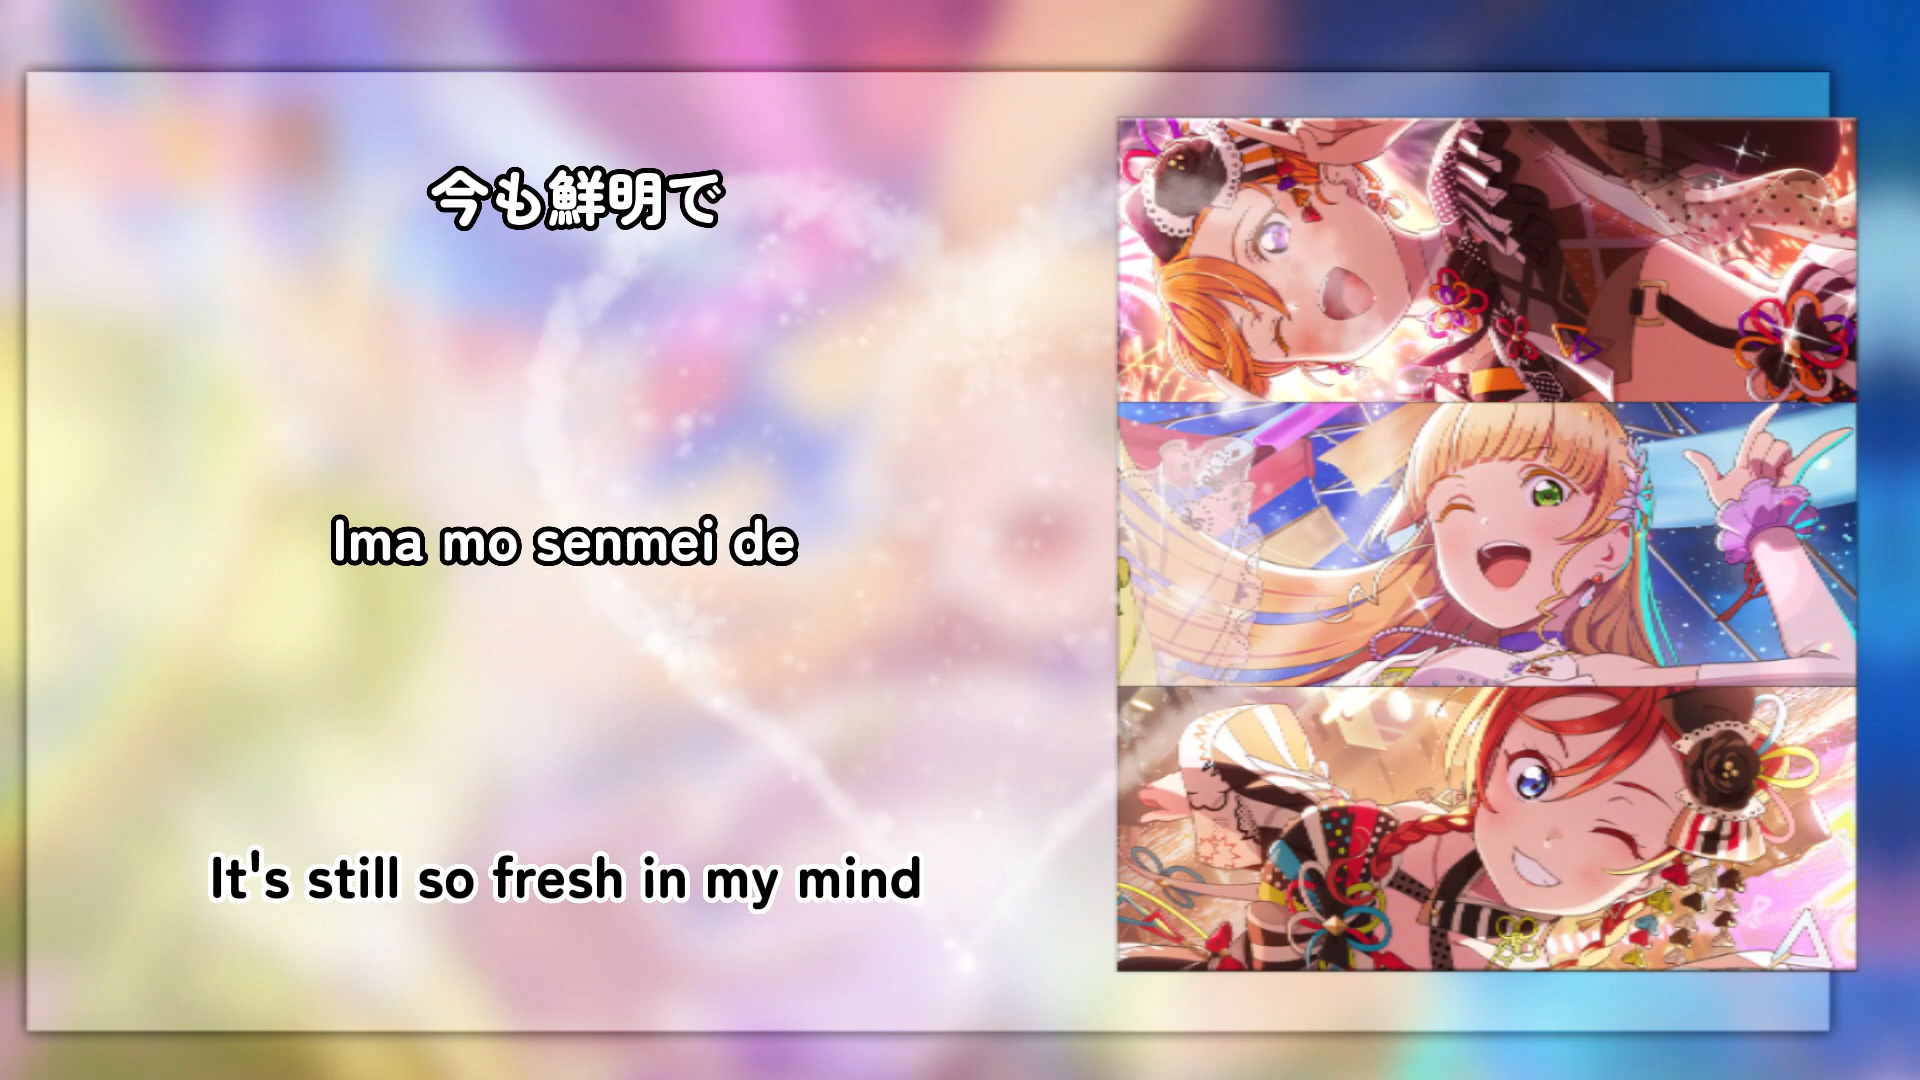 今も鮮明で
Ima mo senmei de
It's still so fresh in my mind